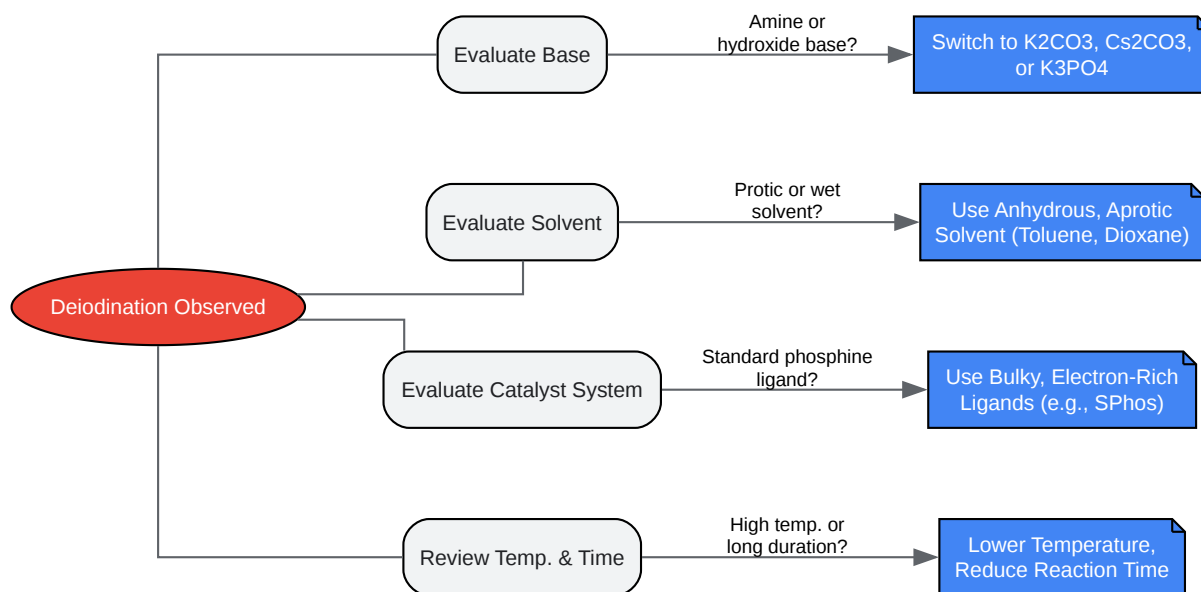 Evaluate Base
Amine or
hydroxide base?
Switch to K2CO3, Cs2CO3,
or K3PO4
Evaluate Solvent
Protic or wet
solvent?
Use Anhydrous, Aprotic
Solvent (Toluene, Dioxane)
Deiodination Observed
Evaluate Catalyst System
Standard phosphine
ligand?
Use Bulky, Electron-Rich
Ligands (e.g., SPhos)
Review Temp. & Time
High temp. or
long duration?
Lower Temperature,
Reduce Reaction Time